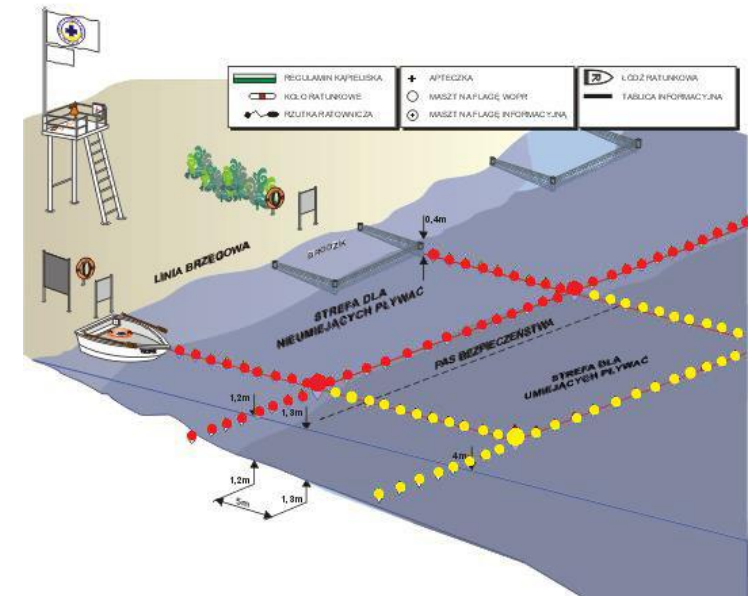 REGULAMIN KĄPIELISKA
KOŁO RATUNKOWE
RZUTKA RATOWNICZA
APTECZKA
MASZT NA FLAGĘ WOPR
MASZT NA FLAGĘ INFORMACYJNĄ
R
ŁÓDŹ RATUNKOWA
TABLICA INFORMACYJNA
0,4m
BRODZIK
LINIA BRZEGOWA
STREFA DLA
NIEUMIEJĄCYCH PŁYWAĆ
PAS BEZPIECZEŃSTWA
STREFA DLA
UMIEJĄCYCH PŁYWAĆ
1,2m
1,3m
4m
1,2m
1,3m
5m